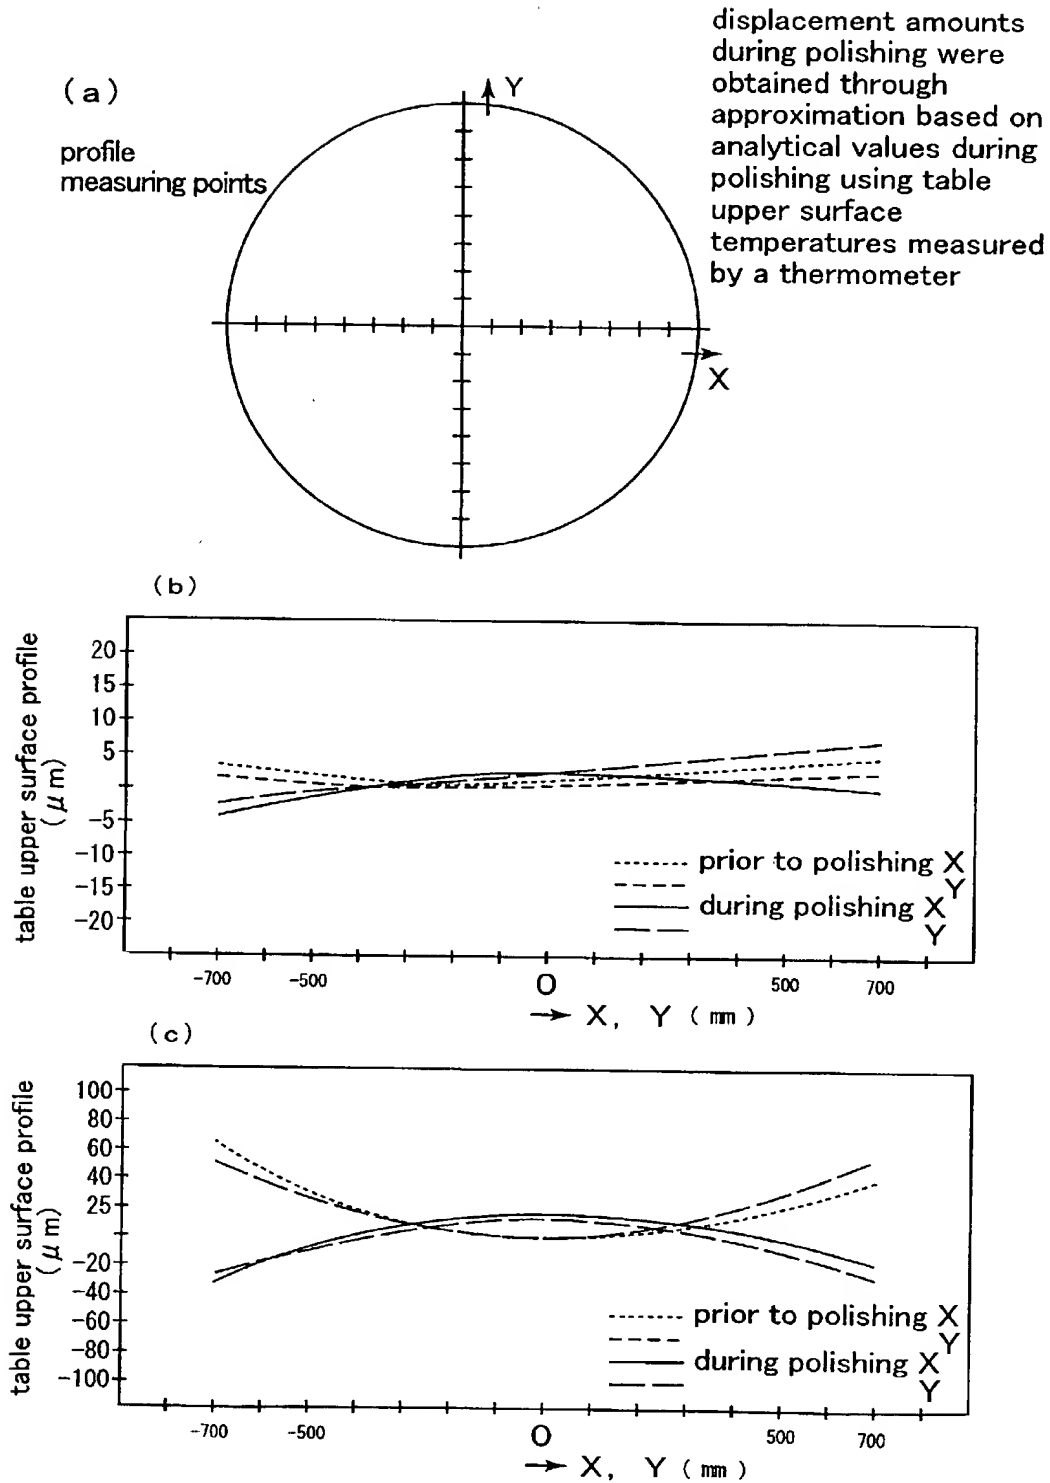 displacement amounts
during polishing were
obtained through
approximation based on
analytical values during
polishing using table
upper surface
temperatures measured
by a thermometer
(a)
Y
profile
measuring points
X
(b)
table upper surface profile
(μm)
20
15
10
5
-5
-10
-15
-20
prior to polishing X
Y
during polishing X
Y
-700 -500 O 500 700
→ X, Y (mm)
(c)
table upper surface profile
(μm)
100
80
60
40
25
-20
-40
-60
-80
-100
prior to polishing X
Y
during polishing X
Y
-700 -500 O 500 700
→ X, Y (mm)